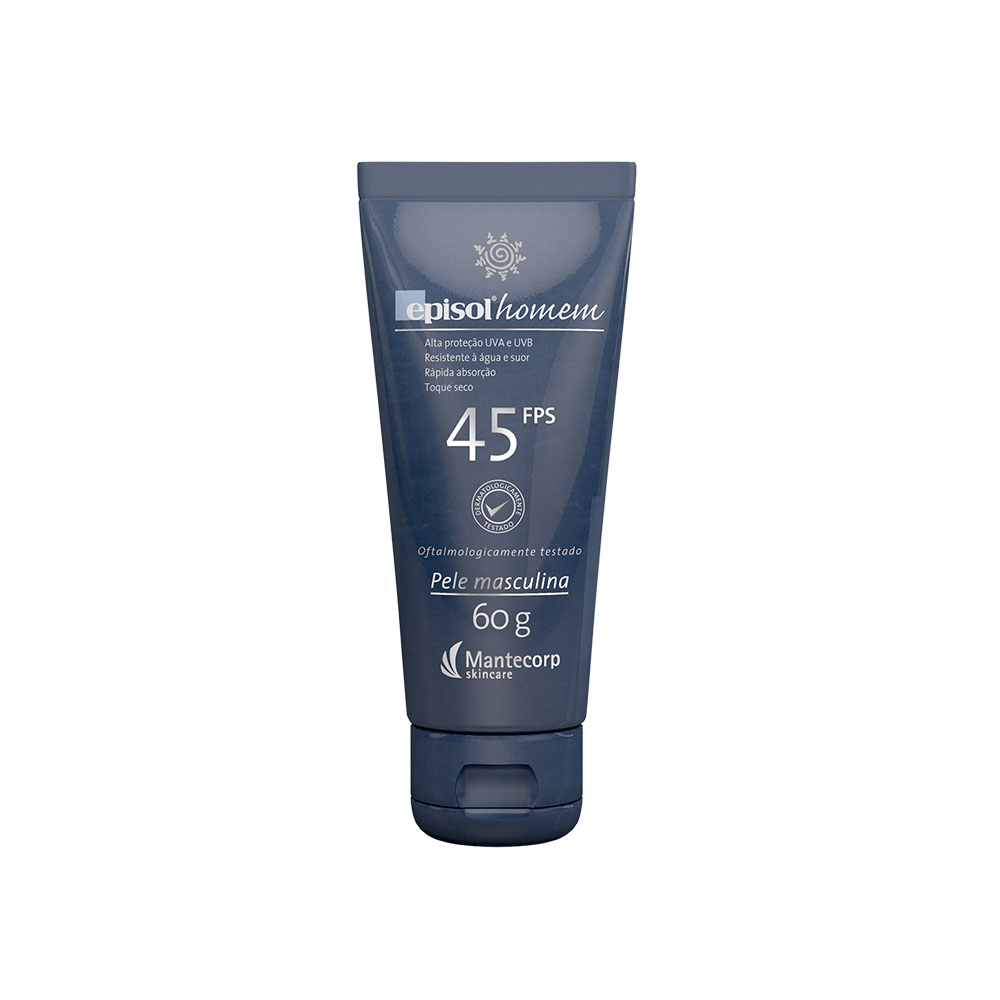 episol® homem
Alta proteção UVA e UVB
Resistente à água e suor
Rápida absorção
Toque seco
45 FPS
DERMATOLOGICAMENTE
TESTADO
Oftalmologicamente testado
Pele masculina
60 g
Mantecorp
skincare